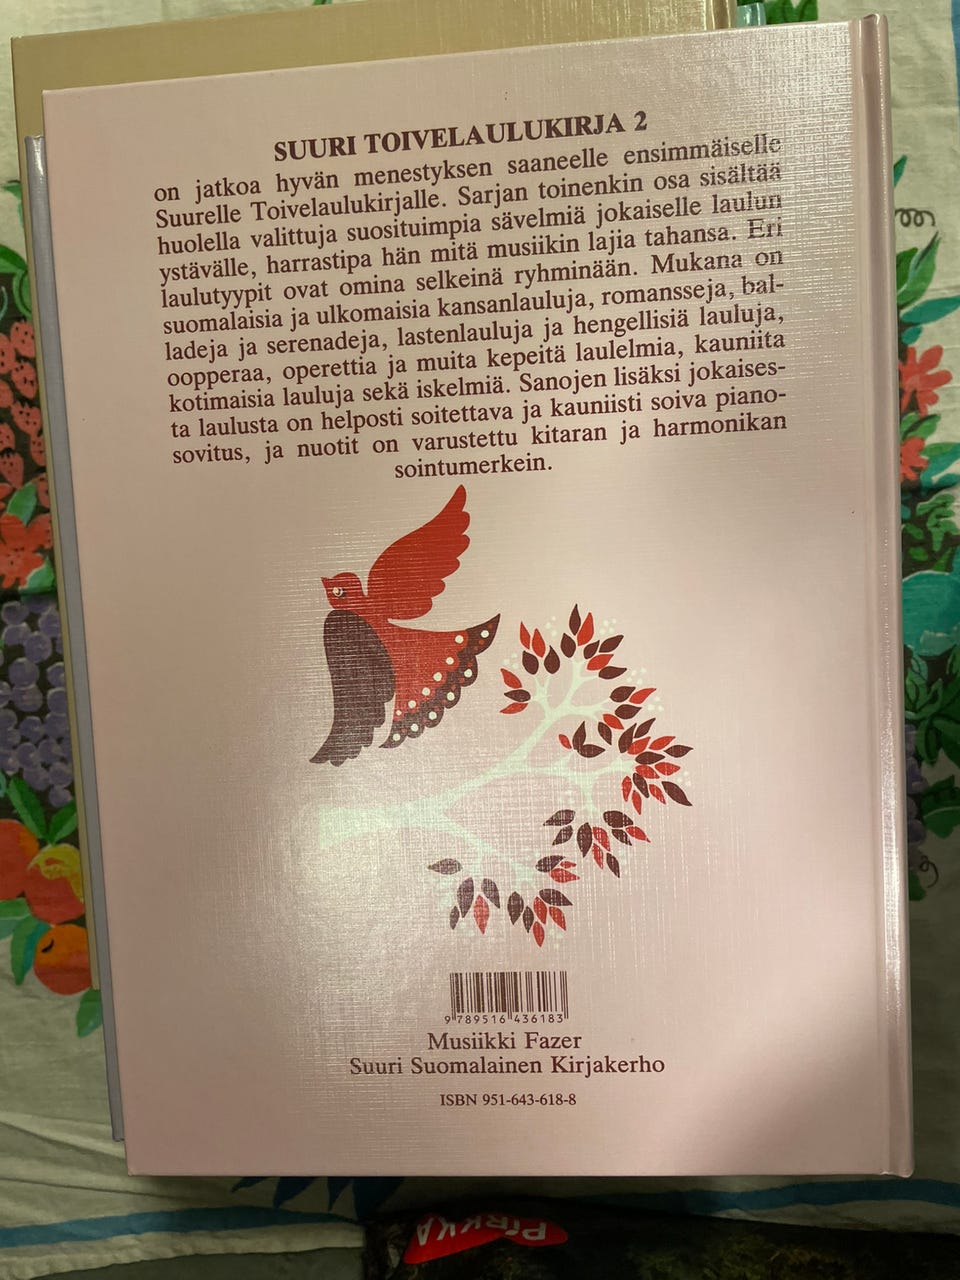 SUURI TOIVELAULUKIRJA 2
on jatkoa hyvän menestyksen saaneelle ensimmäiselle
Suurelle Toivelaulukirjalle. Sarjan toinenkin osa sisältää
huolella valittuja suosituimpia sävelmiä jokaiselle laulun
ystävälle, harrastipa hän mitä musiikin lajia tahansa. Eri
laulutyypit ovat omina selkeinä ryhminään. Mukana on
suomalaisia ja ulkomaisia kansanlauluja, romansseja, bal-
ladeja ja serenadeja, lastenlauluja ja hengellisiä lauluja,
oopperaa, operettia ja muita kepeitä laulelmia, kauniita
kotimaisia lauluja sekä iskelmiä. Sanojen lisäksi jokaises-
ta laulusta on helposti soitettava ja kauniisti soiva piano-
sovitus, ja nuotit on varustettu kitaran ja harmonikan
sointumerkein.
9 789516 436183
Musiikki Fazer
Suuri Suomalainen Kirjakerho
ISBN 951-643-618-8
PIRKKA